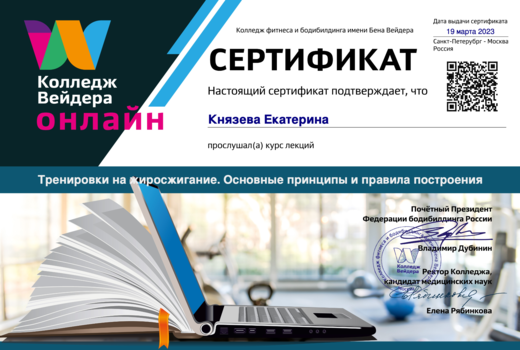 Колледж
Вейдера
онлайн
Колледж фитнеса и бодибилдинга имени Бена Вейдера
Дата выдачи сертификата
19 марта 2023
Санкт-Петербург - Москва
Россия
СЕРТИФИКАТ
Настоящий сертификат подтверждает, что
Князева Екатерина
прослушал(а) курс лекций
Тренировки на жиросжигание. Основные принципы и правила построения
Почётный Президент
Федерации бодибилдинга России
Владимир Дубинин
Ректор Колледжа,
кандидат медицинских наук
Елена Рябинкова
Колледж
Вейдера